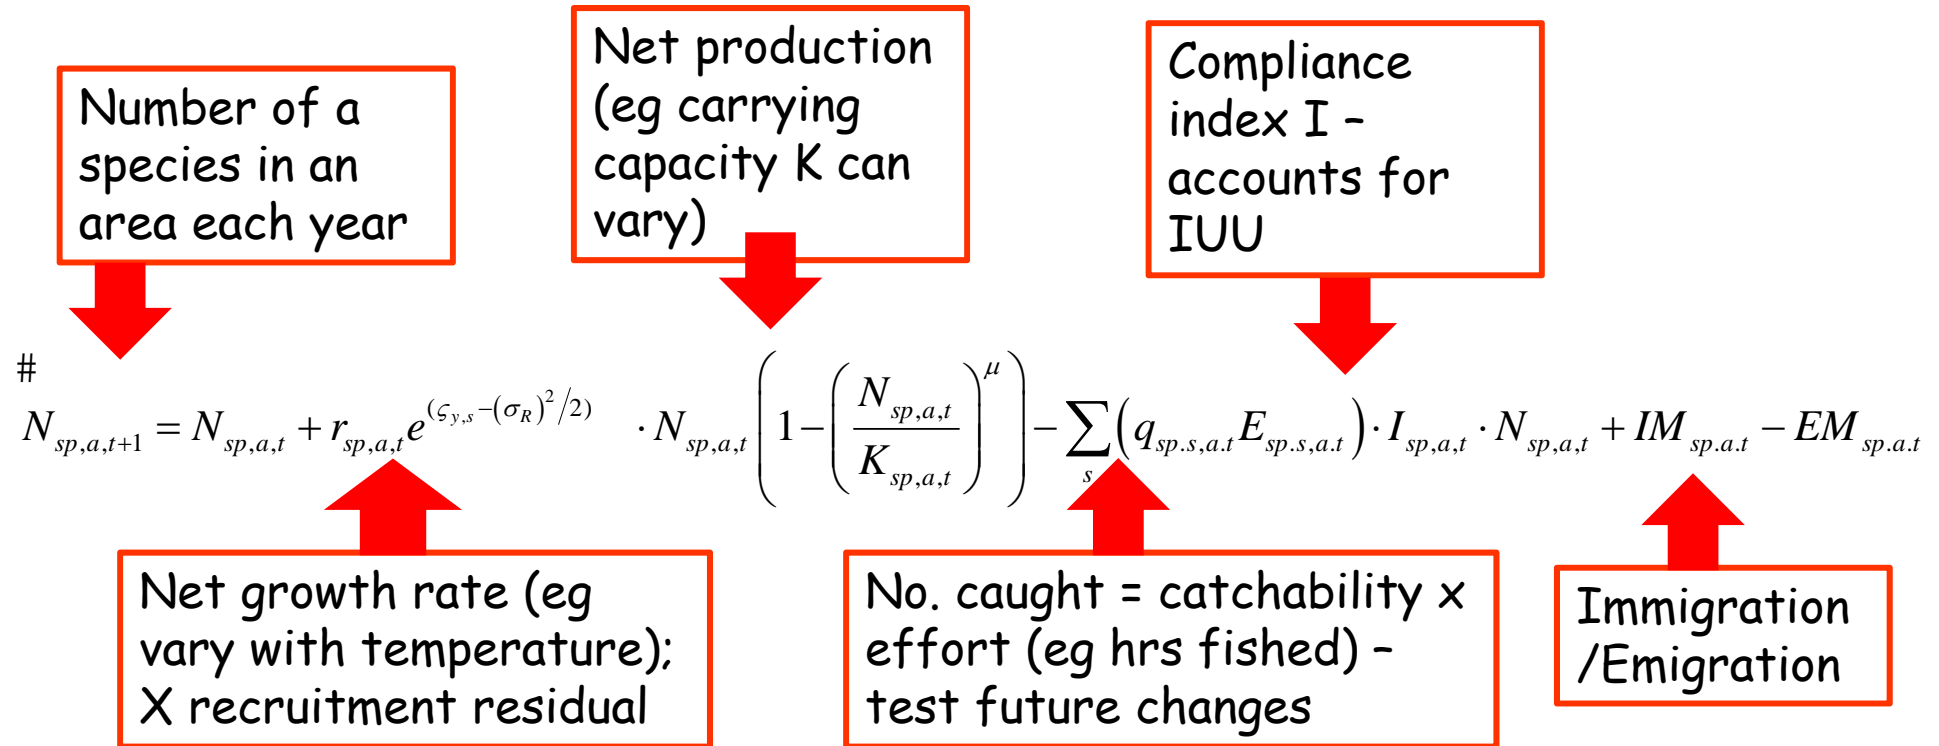 Number of a
species in an
area each year
Net production
(eg carrying
capacity K can
vary)
Compliance
index I –
accounts for
IUU
#
N_{sp,a,t+1} = N_{sp,a,t} + r_{sp,a,t} e^{(ς_{y,s}-(σ_R)^2/2)} · N_{sp,a,t} (1-(N_{sp,a,t}/K_{sp,a,t})^μ) - ∑_s (q_{sp.s,a.t} E_{sp.s,a.t}) · I_{sp,a,t} · N_{sp,a,t} + IM_{sp.a.t} - EM_{sp.a.t}
Net growth rate (eg
vary with temperature);
X recruitment residual
No. caught = catchability x
effort (eg hrs fished) –
test future changes
Immigration
/Emigration